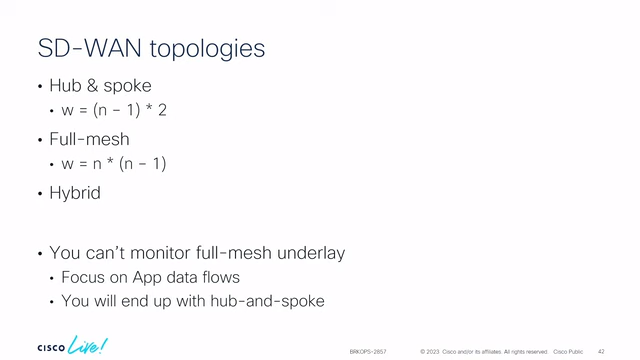 SD-WAN topologies
• Hub & spoke
• w = (n - 1) * 2
• Full-mesh
• w = n * (n - 1)
• Hybrid
• You can't monitor full-mesh underlay
• Focus on App data flows
• You will end up with hub-and-spoke
CISCO Live!
BRKOPS-2857
© 2023 Cisco and/or its affiliates. All rights reserved. Cisco Public
42